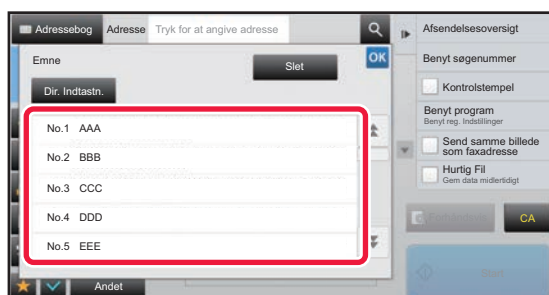 Adressebog Adresse Tryk for at angive adresse
Emne
Slet
OK
Dir. Indtastn.
No.1 AAA
No.2 BBB
No.3 CCC
No.4 DDD
No.5 EEE
Andet
Afsendelsesoversigt
Benyt søgenummer
Kontrolstempel
Benyt program
Benyt reg. Indstillinger
Send samme billede
som faxadresse
Hurtig Fil
Gem data midlertidigt
CA
Start